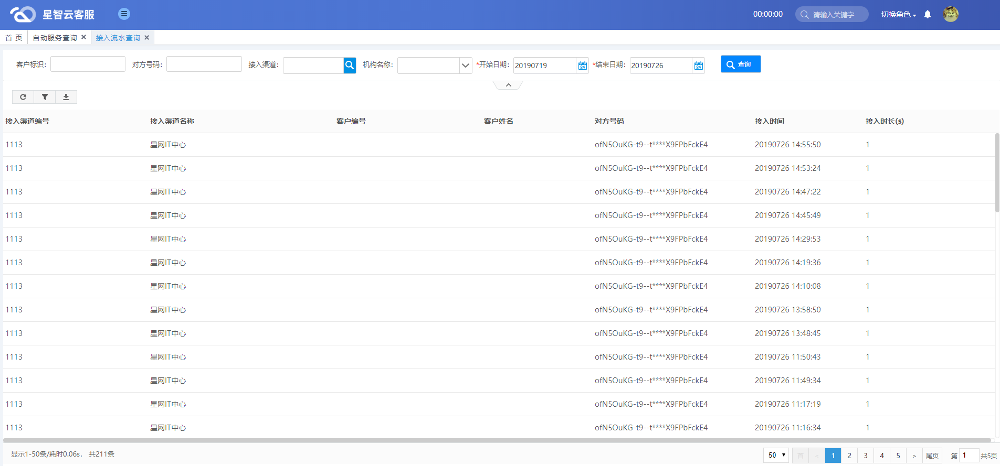 星智云客服 00:00:00 请输入关键字 切换角色
首 页 自动服务查询 接入流水查询
客户标识: 对方号码: 接入渠道: 机构名称: *开始日期: 20190719 *结束日期: 20190726 查询
接入渠道编号 接入渠道名称 客户编号 客户姓名 对方号码 接入时间 接入时长(s)
1113 星网IT中心 ofN5OuKG-t9--t****X9FPbFckE4 20190726 14:55:50 1
1113 星网IT中心 ofN5OuKG-t9--t****X9FPbFckE4 20190726 14:53:24 1
1113 星网IT中心 ofN5OuKG-t9--t****X9FPbFckE4 20190726 14:47:22 1
1113 星网IT中心 ofN5OuKG-t9--t****X9FPbFckE4 20190726 14:45:49 1
1113 星网IT中心 ofN5OuKG-t9--t****X9FPbFckE4 20190726 14:29:53 1
1113 星网IT中心 ofN5OuKG-t9--t****X9FPbFckE4 20190726 14:19:36 1
1113 星网IT中心 ofN5OuKG-t9--t****X9FPbFckE4 20190726 14:10:08 1
1113 星网IT中心 ofN5OuKG-t9--t****X9FPbFckE4 20190726 13:58:50 1
1113 星网IT中心 ofN5OuKG-t9--t****X9FPbFckE4 20190726 13:48:45 1
1113 星网IT中心 ofN5OuKG-t9--t****X9FPbFckE4 20190726 11:50:43 1
1113 星网IT中心 ofN5OuKG-t9--t****X9FPbFckE4 20190726 11:49:34 1
1113 星网IT中心 ofN5OuKG-t9--t****X9FPbFckE4 20190726 11:17:19 1
1113 星网IT中心 ofN5OuKG-t9--t****X9FPbFckE4 20190726 11:16:34 1
显示1-50条/耗时0.06s, 共211条 50 首 < 1 2 3 4 5 > 尾页 第 1 共5页